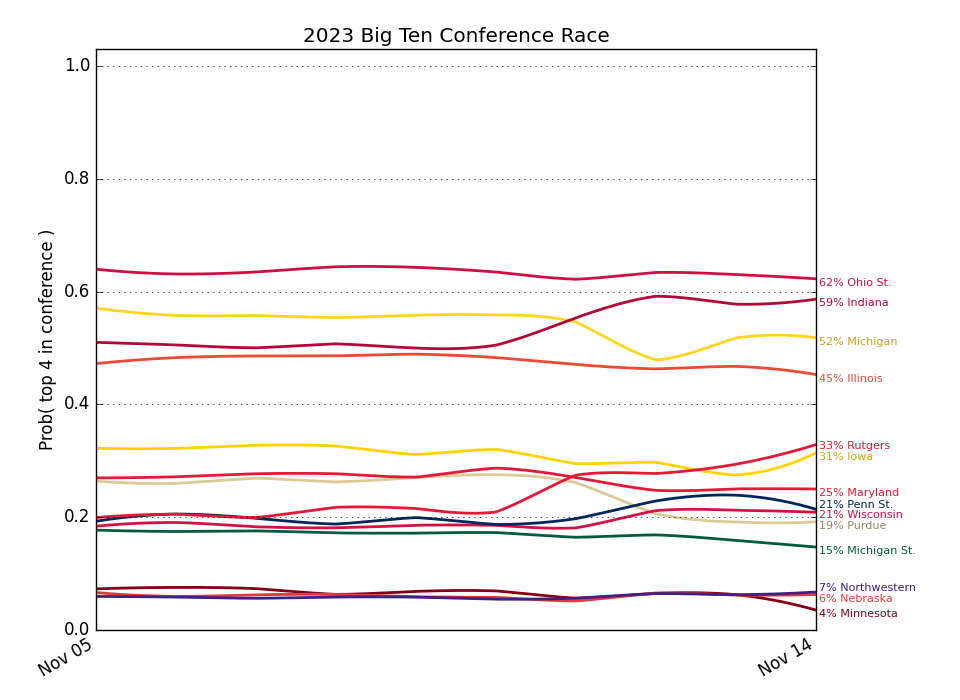 2023 Big Ten Conference Race
1.0
0.8
0.6
0.4
0.2
0.0
Prob( top 4 in conference )
Nov 05
Nov 14
62% Ohio St.
59% Indiana
52% Michigan
45% Illinois
33% Rutgers
31% Iowa
25% Maryland
21% Penn St.
21% Wisconsin
19% Purdue
15% Michigan St.
7% Northwestern
6% Nebraska
4% Minnesota